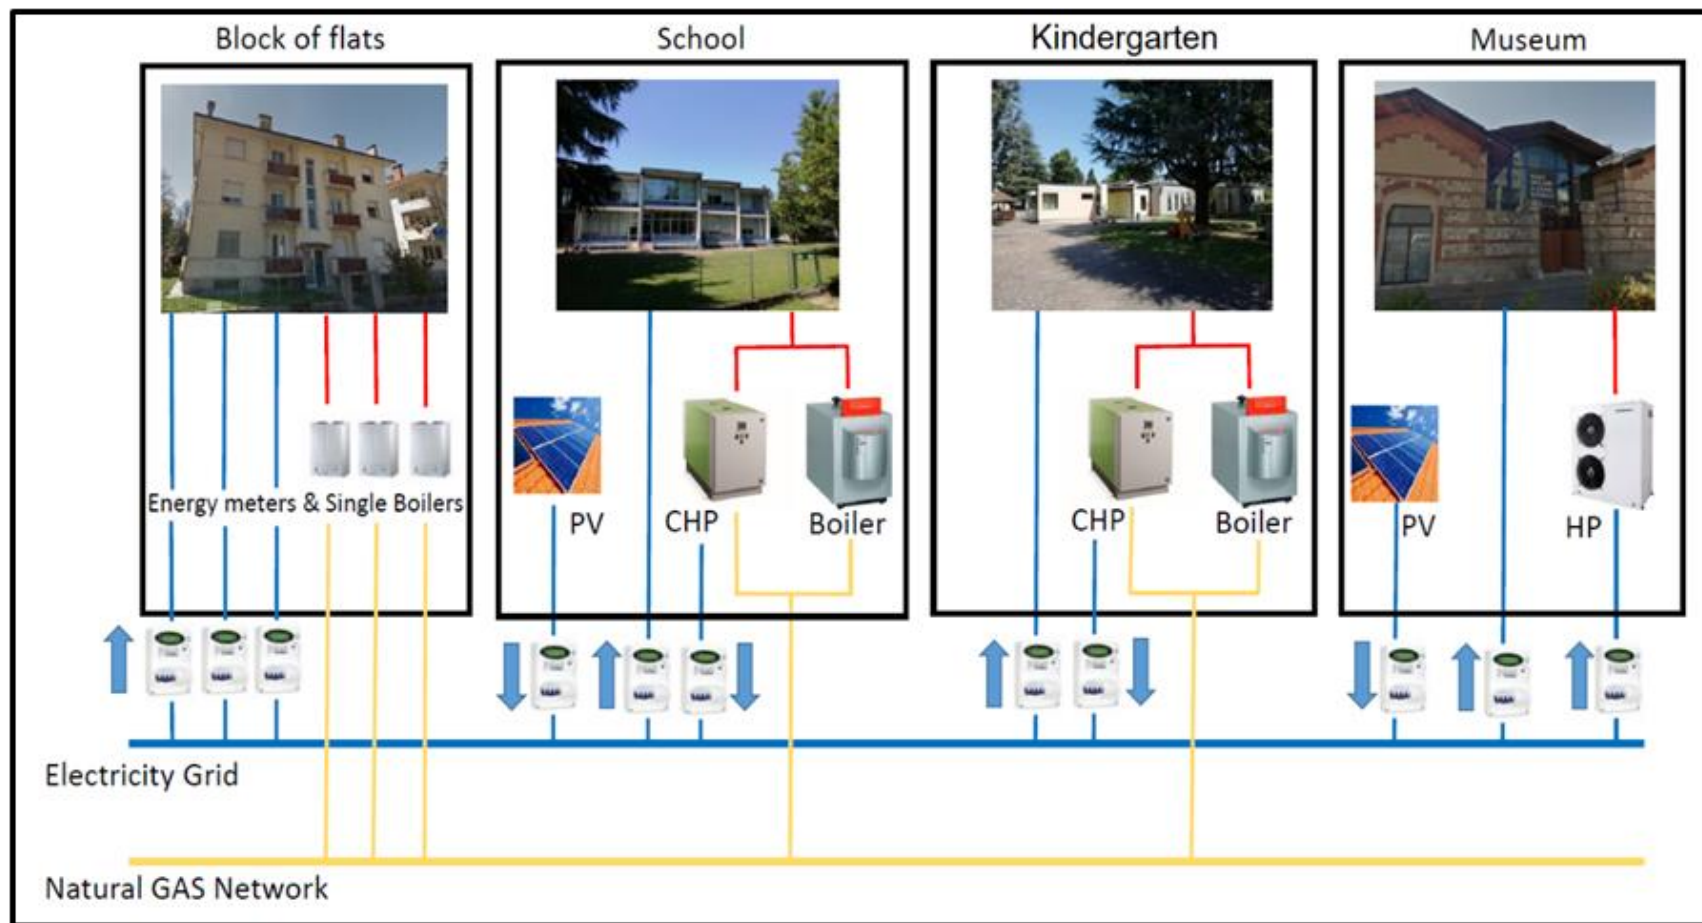 Block of flats
School
Kindergarten
Museum
Energy meters & Single Boilers
PV
CHP
Boiler
CHP
Boiler
PV
HP
Electricity Grid
Natural GAS Network